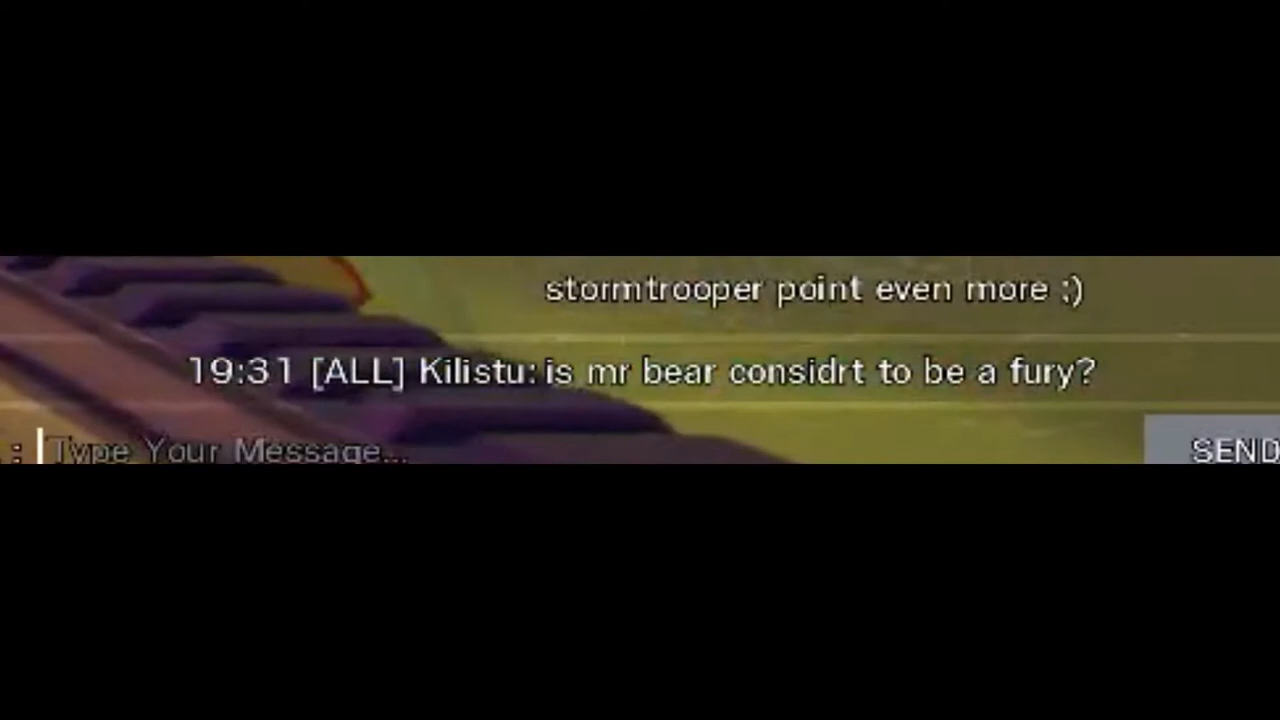 stormtrooper point even more ;)
19:31 [ALL] Kilistu: is mr bear considrt to be a fury?
: Type Your Message... SEND